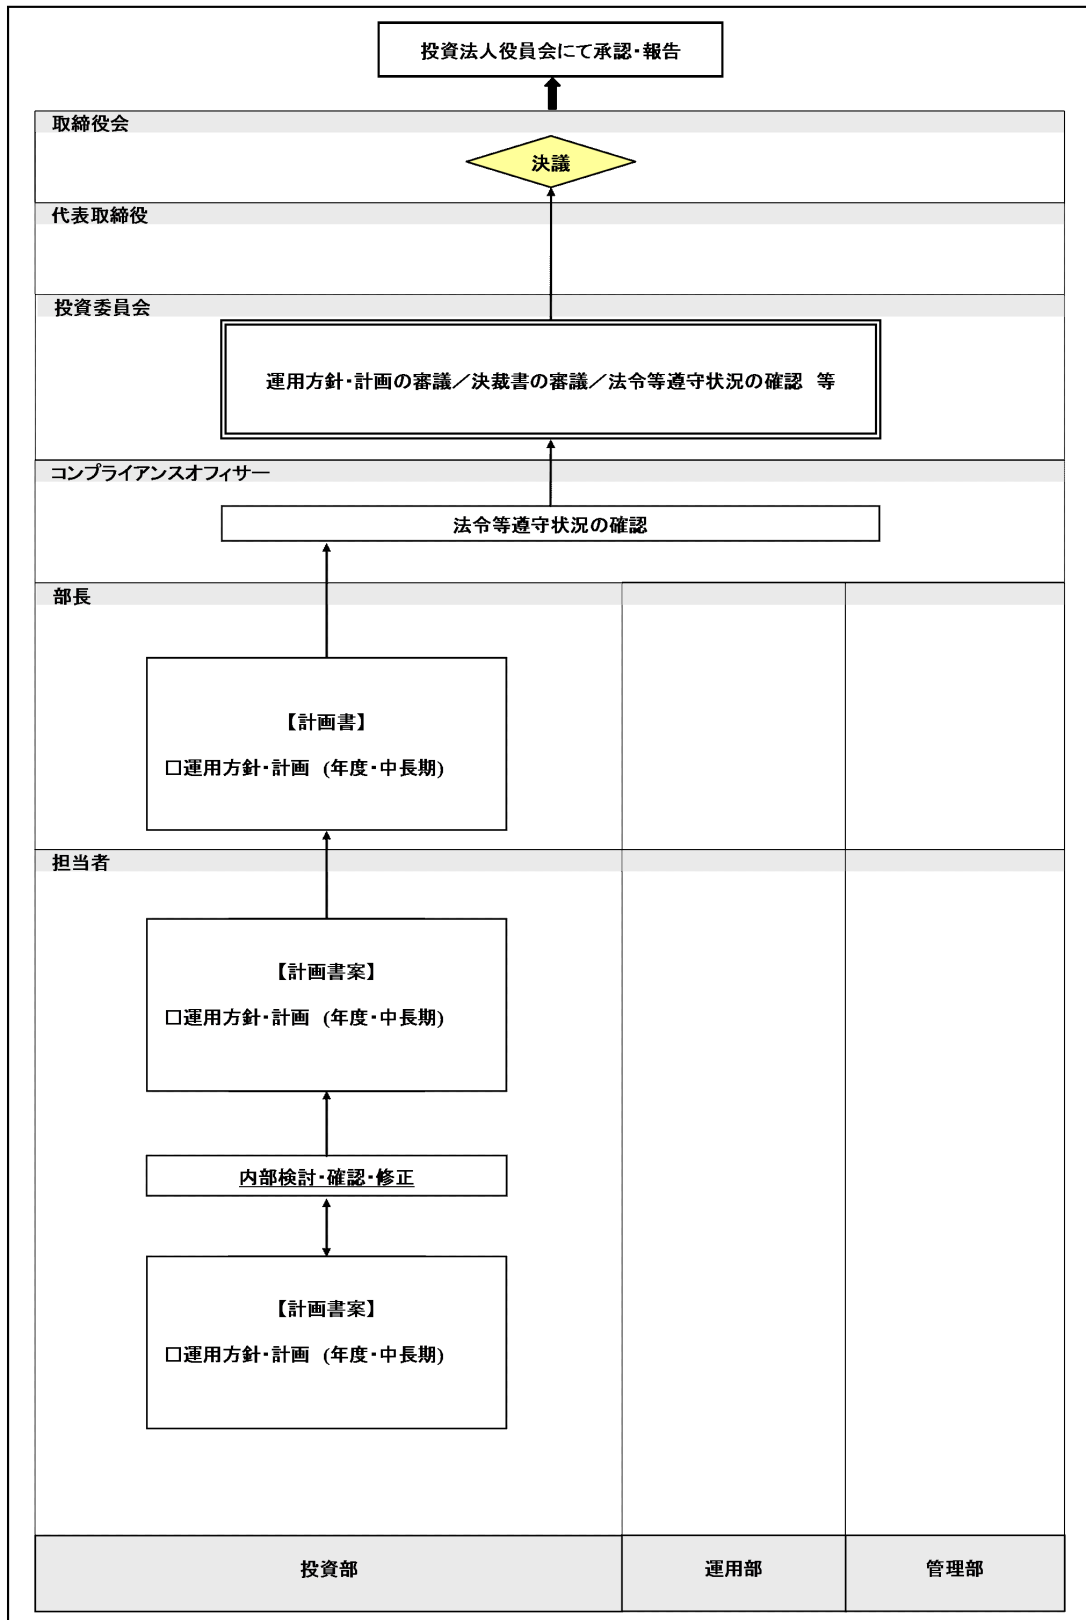 投資法人役員会にて承認・報告
取締役会
決議
代表取締役
投資委員会
運用方針・計画の審議／決裁書の審議／法令等遵守状況の確認　等
コンプライアンスオフィサー
法令等遵守状況の確認
部長
【計画書】
□運用方針・計画 (年度・中長期)
担当者
【計画書案】
□運用方針・計画 (年度・中長期)
内部検討・確認・修正
【計画書案】
□運用方針・計画 (年度・中長期)
投資部
運用部
管理部